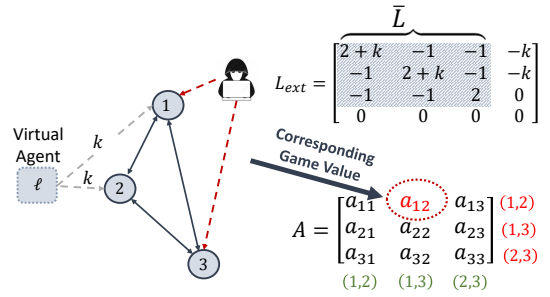 L̄
L_ext = [2 + k −1 −1 −k
−1 2 + k −1 −k
−1 −1 2 0
0 0 0 0]
1
Virtual
Agent
k
ℓ
k
2
3
Corresponding
Game Value
A = [a₁₁ a₁₂ a₁₃ (1,2)
a₂₁ a₂₂ a₂₃ (1,3)
a₃₁ a₃₂ a₃₃] (2,3)
(1,2) (1,3) (2,3)